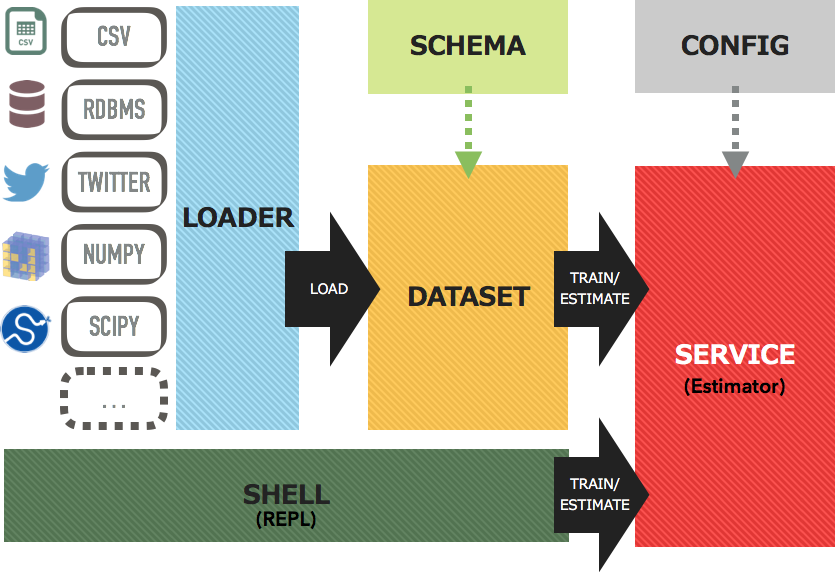 CSV
CSV
RDBMS
TWITTER
NUMPY
SCIPY
...
LOADER
LOAD
SCHEMA
DATASET
TRAIN/
ESTIMATE
CONFIG
SERVICE
(Estimator)
SHELL
(REPL)
TRAIN/
ESTIMATE